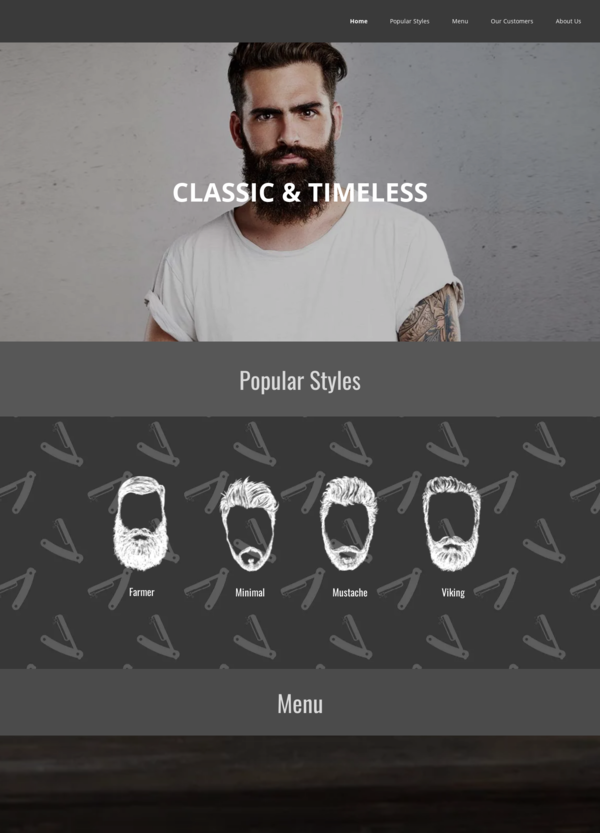 Home Popular Styles Menu Our Customers About Us
CLASSIC & TIMELESS
Popular Styles
Farmer Minimal Mustache Viking
Menu